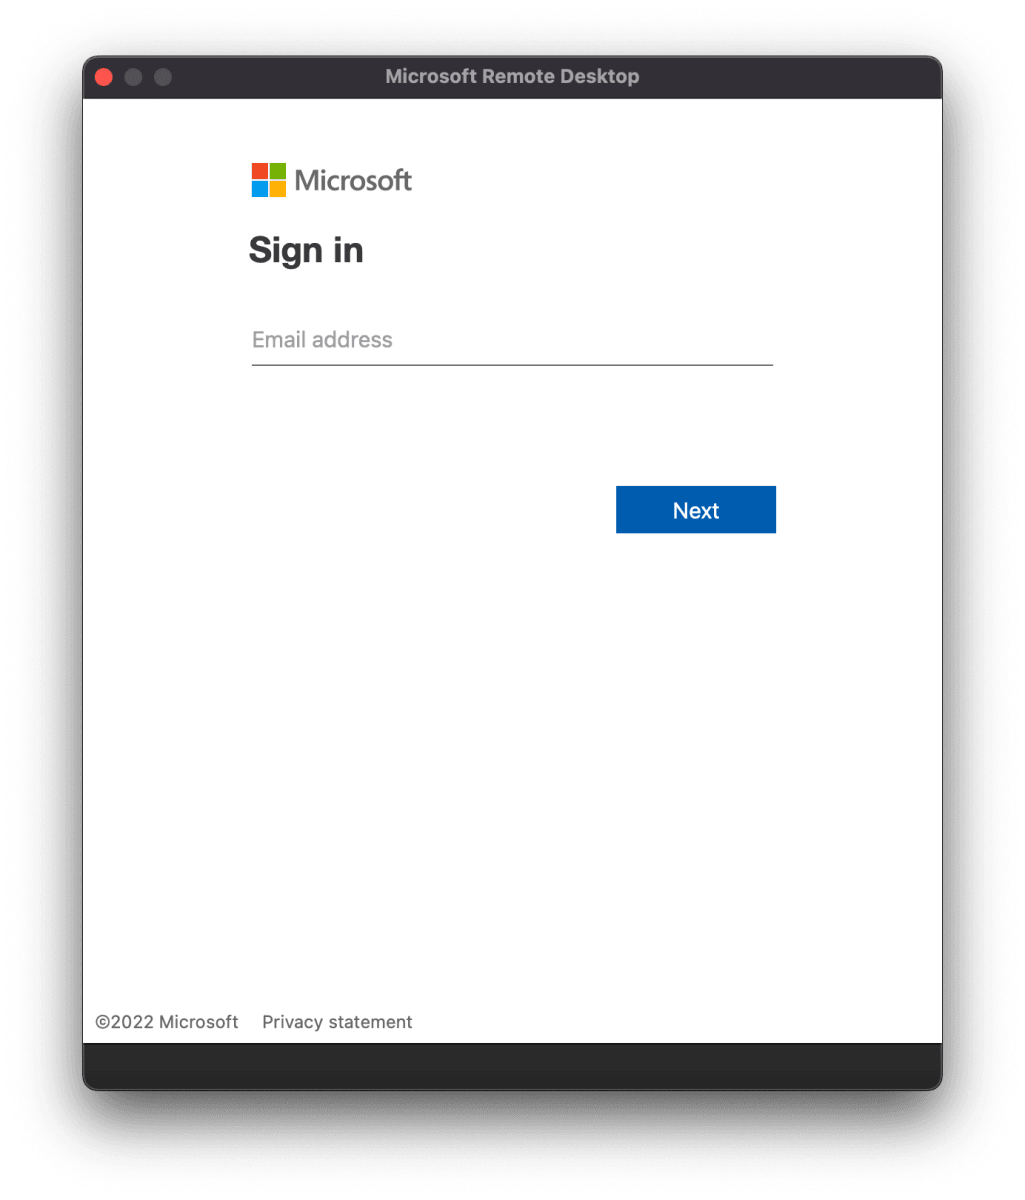 Microsoft Remote Desktop
Microsoft
Sign in
Email address
Next
©2022 Microsoft Privacy statement